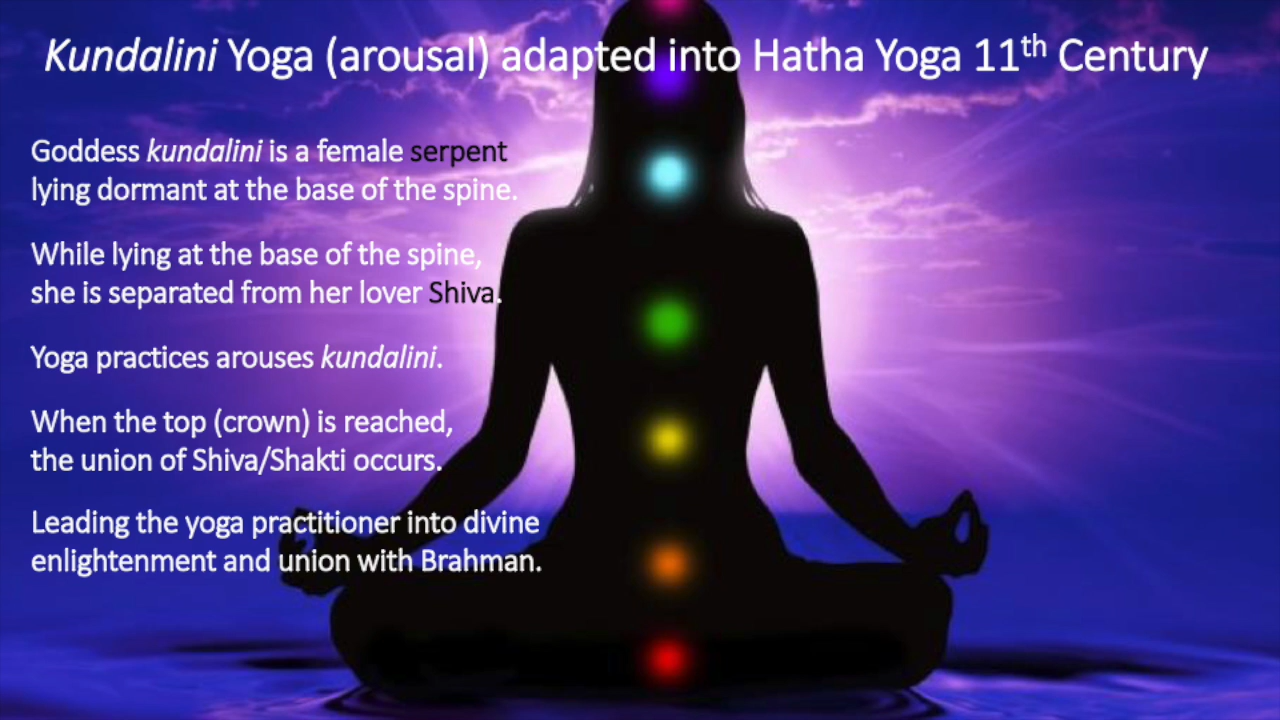 Kundalini Yoga (arousal) adapted into Hatha Yoga 11th Century
Goddess kundalini is a female serpent
lying dormant at the base of the spine.
While lying at the base of the spine,
she is separated from her lover Shiva.
Yoga practices arouses kundalini.
When the top (crown) is reached,
the union of Shiva/Shakti occurs.
Leading the yoga practitioner into divine
enlightenment and union with Brahman.